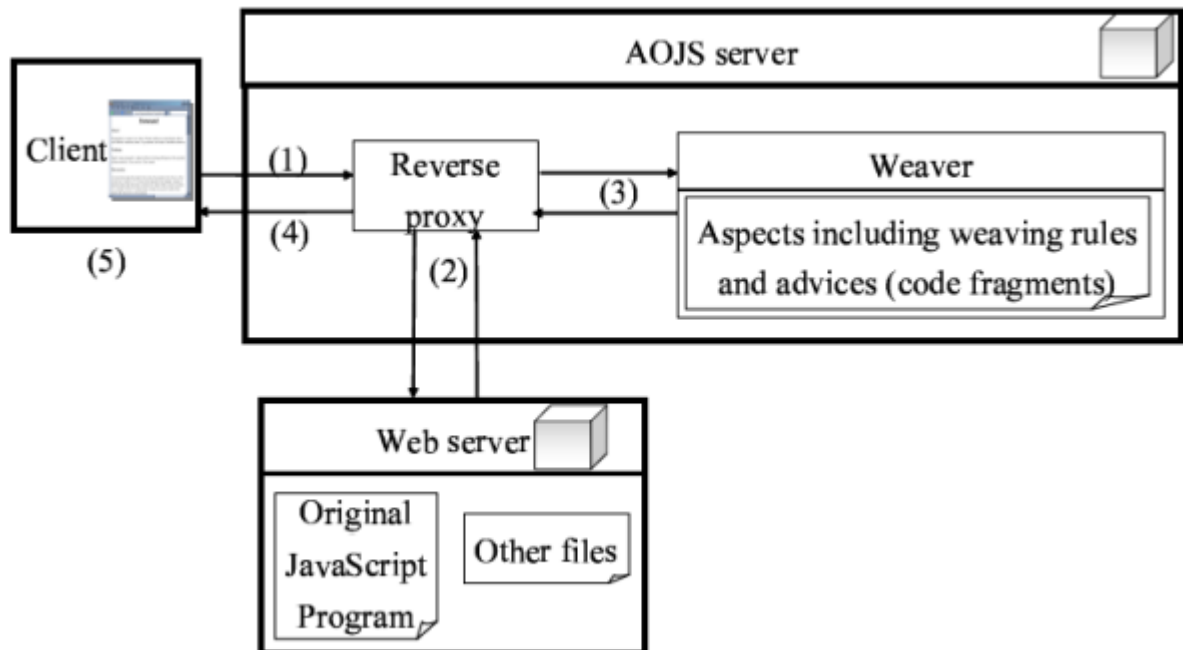 AOJS server
Client
(1)
(4)
(5)
Reverse
proxy
(2)
(3)
Weaver
Aspects including weaving rules
and advices (code fragments)
Web server
Original
JavaScript
Program
Other files